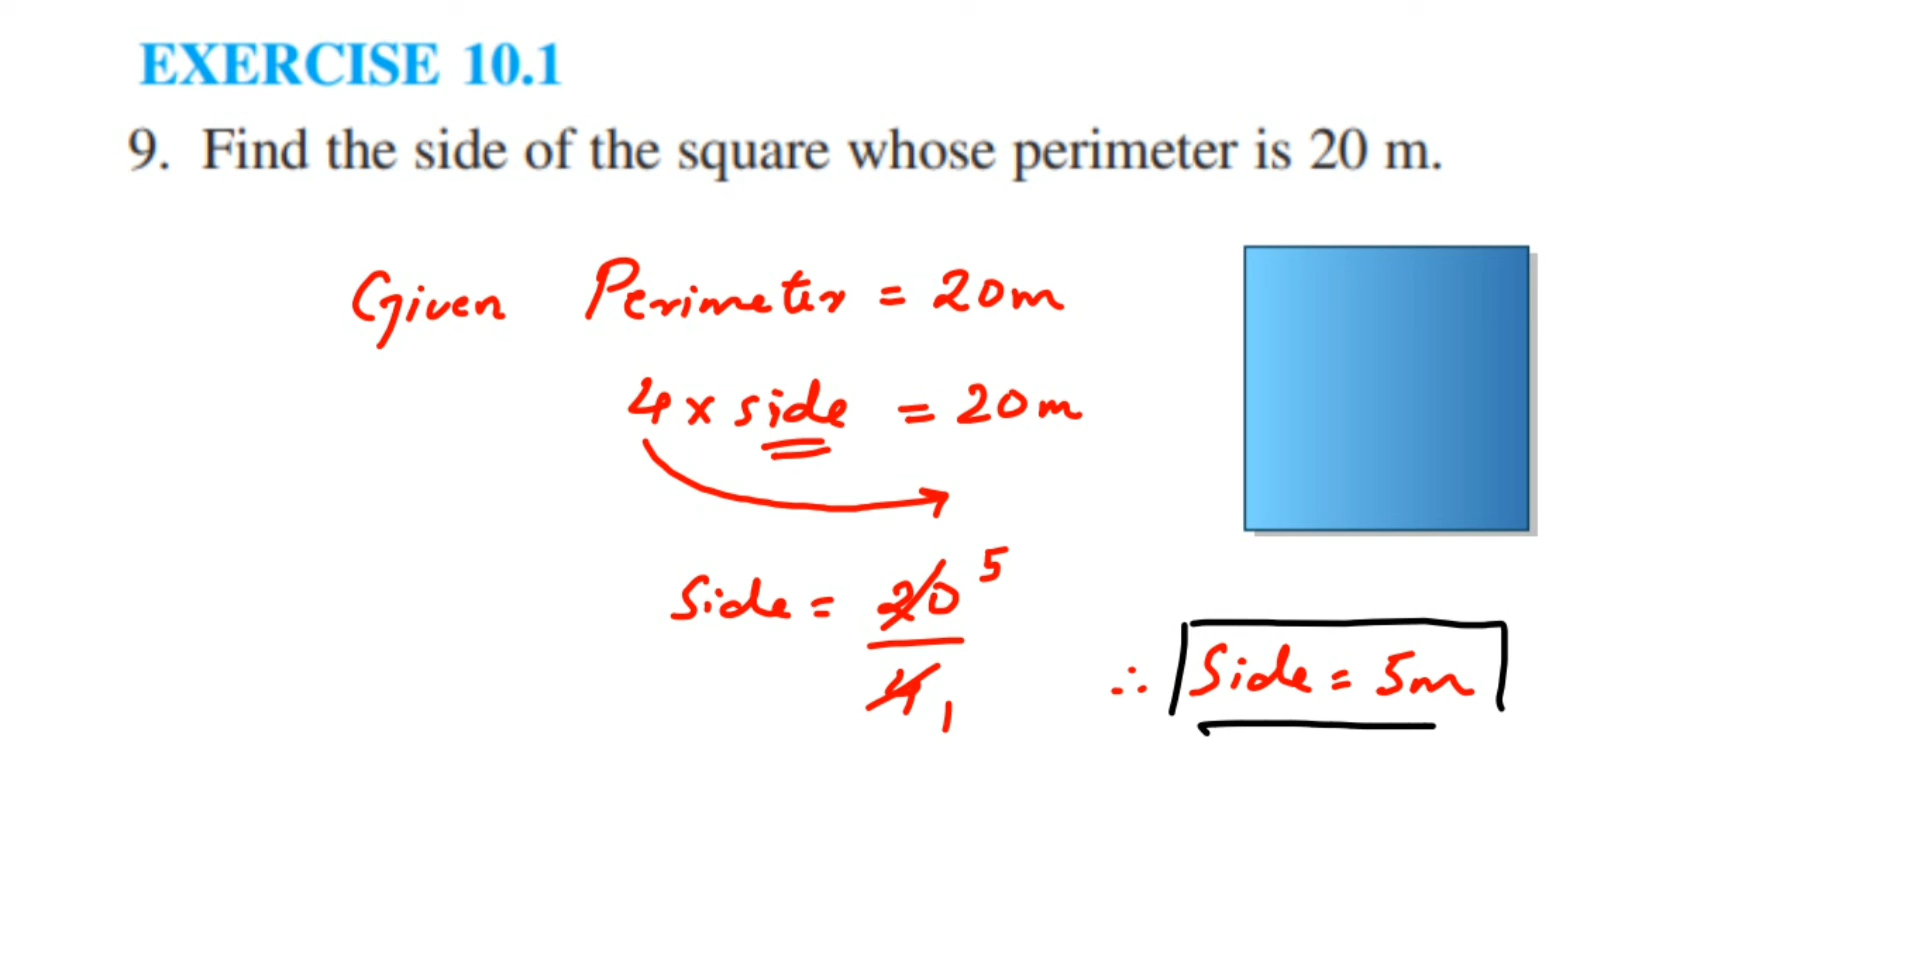 EXERCISE 10.1
9. Find the side of the square whose perimeter is 20 m.
Given Perimeter = 20m
4 x side = 20m
Side = 20 5
4 1
∴ Side = 5m